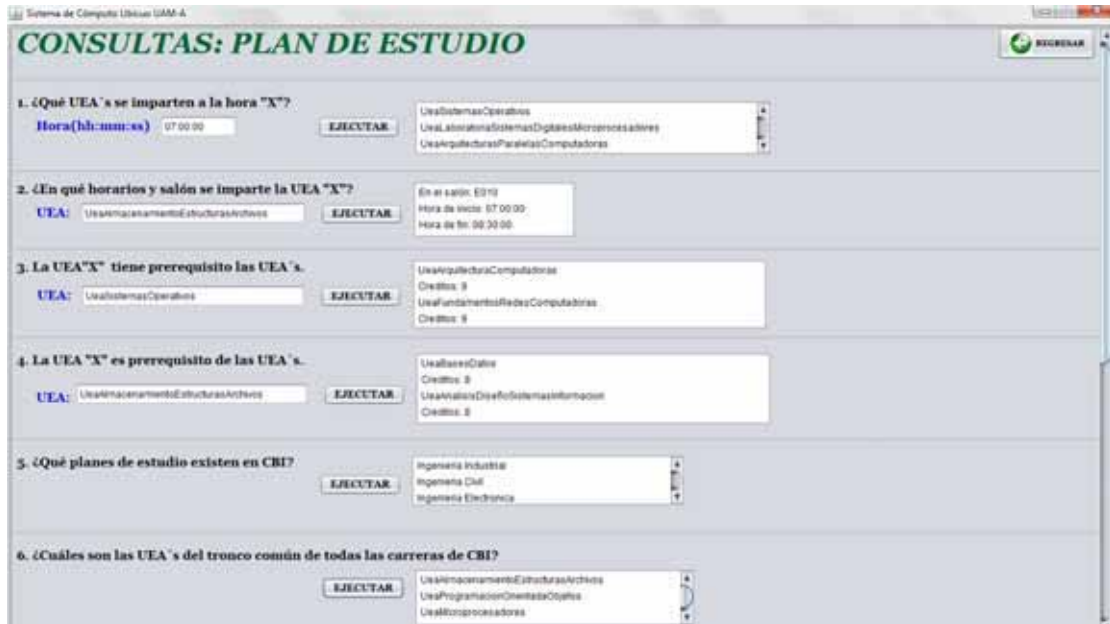 Sistema de Cómputo Ubicuo UAM-A
CONSULTAS: PLAN DE ESTUDIO
REGRESAR
1. ¿Qué UEA´s se imparten a la hora "X"?
Hora(hh:mm:ss) 07:00:00 EJECUTAR
UeaSistemasOperativos
UeaLaboratorioSistemasDigitalesMicroprocesadores
UeaArquitecturasParalelasComputadoras
2. ¿En qué horarios y salón se imparte la UEA "X"?
UEA: UeaAlmacenamientoEstructurasArchivos EJECUTAR
En el salón: E010
Hora de inicio: 07:00:00
Hora de fin: 08:30:00
3. La UEA"X" tiene prerequisito las UEA´s.
UEA: UeaSistemasOperativos EJECUTAR
UeaArquitecturaComputadoras
Creditos: 9
UeaFundamentosRedesComputadoras
Creditos: 9
4. La UEA "X" es prerequisito de las UEA´s.
UEA: UeaAlmacenamientoEstructurasArchivos EJECUTAR
UeaBasesDatos
Creditos: 8
UeaAnalisisDiseñoSistemasInformacion
Creditos: 8
5. ¿Qué planes de estudio existen en CBI?
EJECUTAR
Ingenieria Industrial
Ingenieria Civil
Ingenieria Electronica
6. ¿Cuáles son las UEA´s del tronco común de todas las carreras de CBI?
EJECUTAR
UeaAlmacenamientoEstructurasArchivos
UeaProgramacionOrientadaObjetos
UeaMicroprocesadores